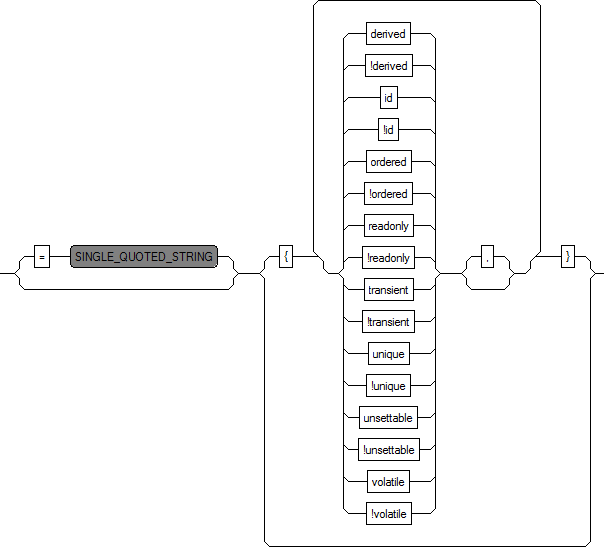 derived
!derived
id
!id
ordered
!ordered
readonly
= SINGLE_QUOTED_STRING { !readonly , }
transient
!transient
unique
!unique
unsettable
!unsettable
volatile
!volatile